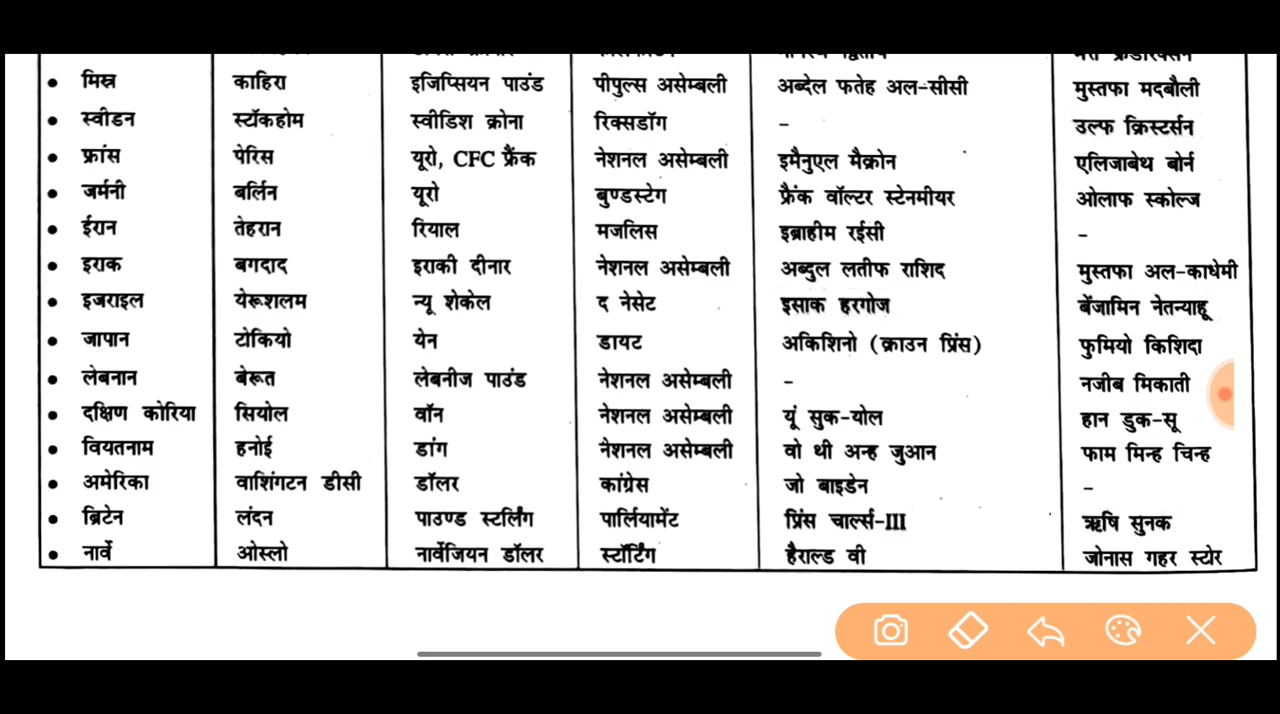 • मिस्र काहिरा इजिप्सियन पाउंड पीपुल्स असेम्बली अब्देल फतेह अल-सीसी मुस्तफा मदबौली
• स्वीडन स्टॉकहोम स्वीडिश क्रोना रिक्सडॉग - उल्फ क्रिस्टर्सन
• फ्रांस पेरिस यूरो, CFC फ्रैंक नेशनल असेम्बली इमैनुएल मैक्रोन एलिजाबेथ बोर्न
• जर्मनी बर्लिन यूरो बुण्डस्टेग फ्रैंक वॉल्टर स्टेनमीयर ओलाफ स्कोल्ज
• ईरान तेहरान रियाल मजलिस इब्राहीम रईसी -
• इराक बगदाद इराकी दीनार नेशनल असेम्बली अब्दुल लतीफ राशिद मुस्तफा अल-काधेमी
• इजराइल येरूशलम न्यू शेकेल द नेसेट इसाक हरगोज बेंजामिन नेतन्याहू
• जापान टोकियो येन डायट अकिशिनो (क्राउन प्रिंस) फुमियो किशिदा
• लेबनान बेरूत लेबनीज पाउंड नेशनल असेम्बली - नजीब मिकाती
• दक्षिण कोरिया सियोल वॉन नेशनल असेम्बली यूं सुक-योल हान डुक-सू
• वियतनाम हनोई डांग नेशनल असेम्बली वो थी अन्ह जुआन फाम मिन्ह चिन्ह
• अमेरिका वाशिंगटन डीसी डॉलर कांग्रेस जो बाइडेन -
• ब्रिटेन लंदन पाउण्ड स्टर्लिंग पार्लियामेंट प्रिंस चार्ल्स-III ऋषि सुनक
• नार्वे ओस्लो नार्वेजियन डॉलर स्टॉर्टिंग हैराल्ड वी जोनास गहर स्टोर